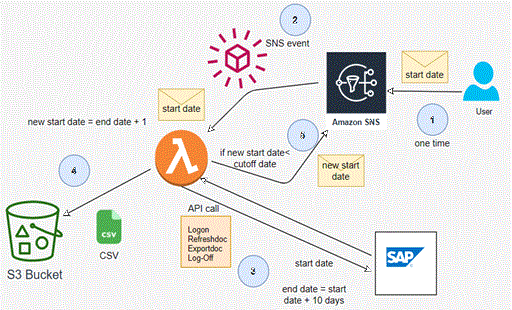 2
SNS event
start date
Amazon SNS
User
1
one time
start date
new start date = end date + 1
5
if new start date<
cutoff date
new start
date
4
API call
Logon
Refreshdoc
Exportdoc
Log-Off
3
start date
end date = start
date + 10 days
SAP
S3 Bucket
CSV
CSV